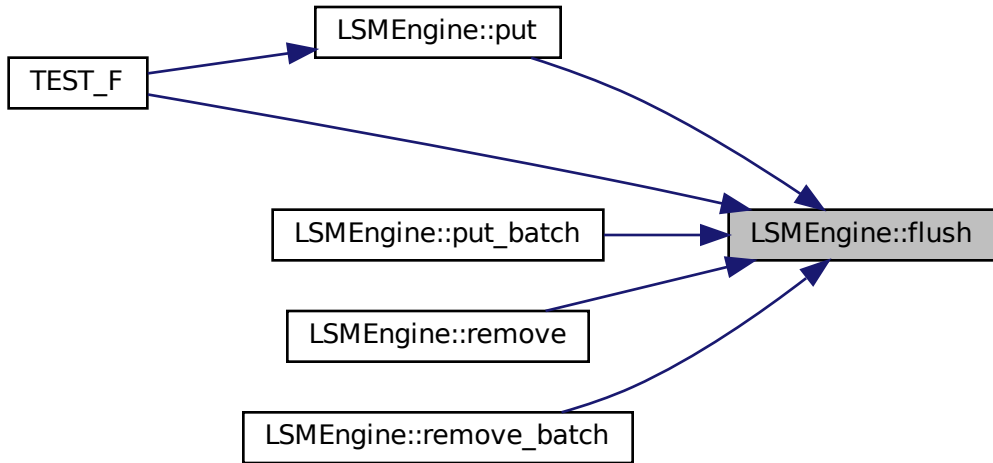 LSMEngine::put
TEST_F
LSMEngine::flush
LSMEngine::put_batch
LSMEngine::remove
LSMEngine::remove_batch